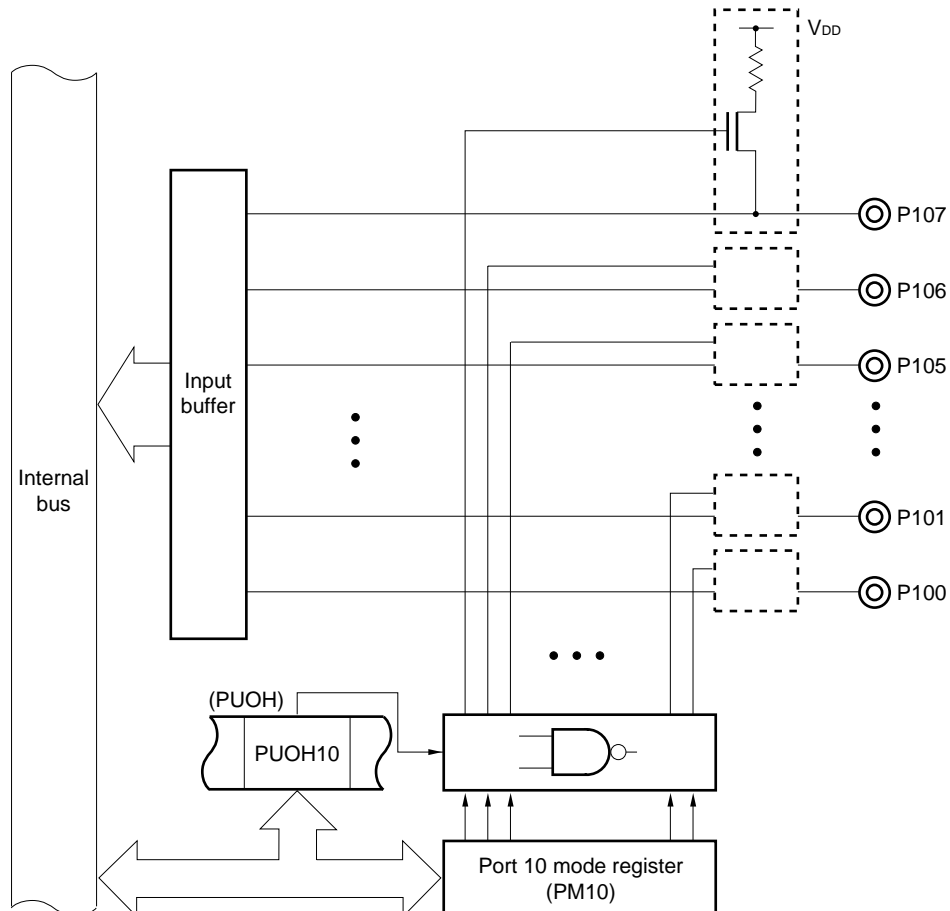 VDD
P107
P106
P105
Input
buffer
Internal
bus
P101
P100
(PUOH)
PUOH10
Port 10 mode register
(PM10)